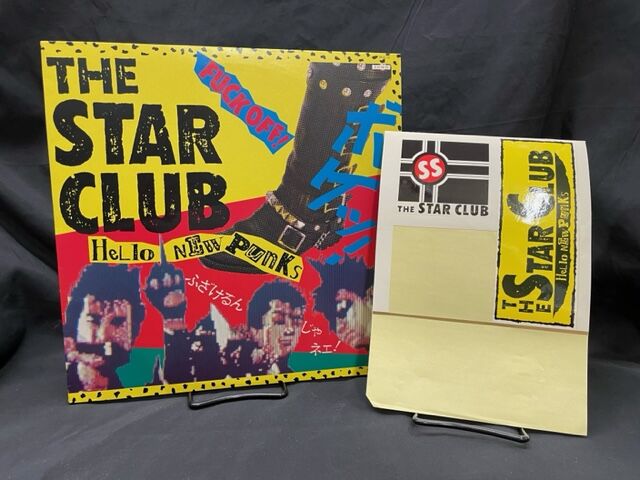 THE
STAR
CLUB
HELLO NEW PUNKS
FUCK OFF!
ボケッ!
ふざけるん
じゃ
ネェ!
SS
THE STAR CLUB
THE STAR CLUB
HELLO NEW PUNKS